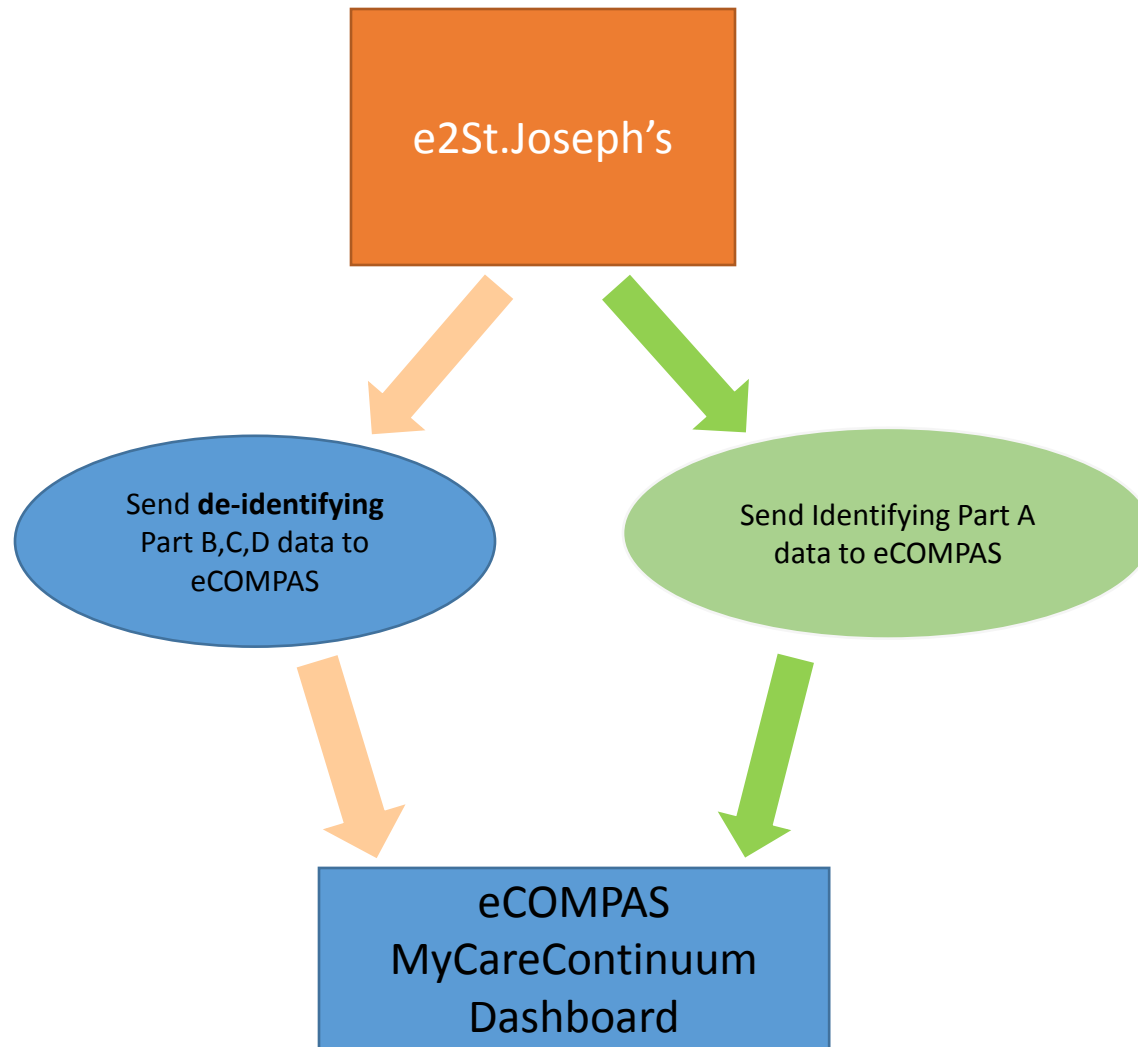 e2St.Joseph’s
Send de-identifying
Part B,C,D data to
eCOMPAS
Send Identifying Part A
data to eCOMPAS
eCOMPAS
MyCareContinuum
Dashboard